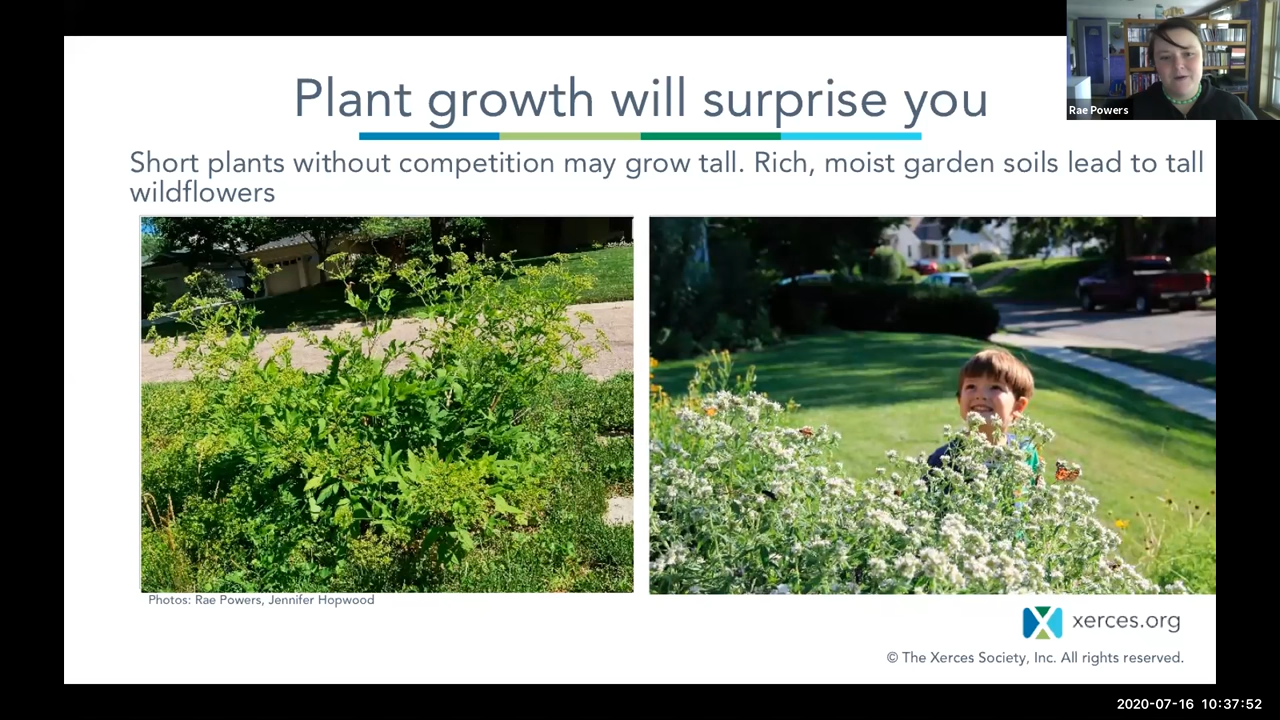 Plant growth will surprise you
Rae Powers
Short plants without competition may grow tall. Rich, moist garden soils lead to tall
wildflowers
Photos: Rae Powers, Jennifer Hopwood
xerces.org
© The Xerces Society, Inc. All rights reserved.
2020-07-16 10:37:52